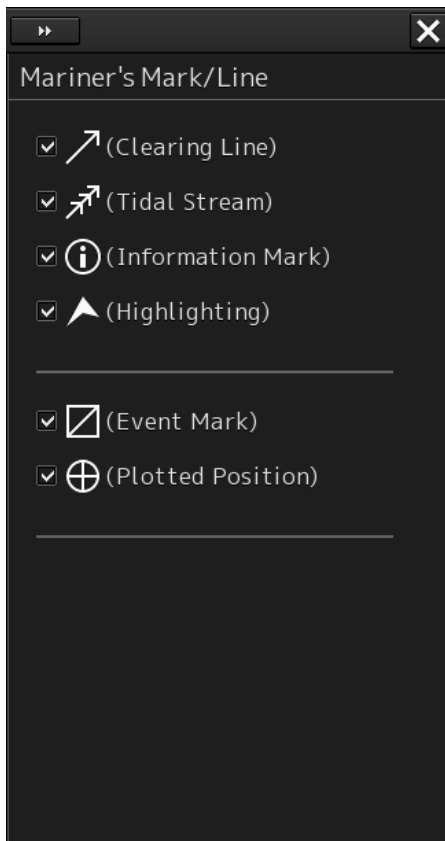 Mariner's Mark/Line
(Clearing Line)
(Tidal Stream)
(Information Mark)
(Highlighting)
(Event Mark)
(Plotted Position)